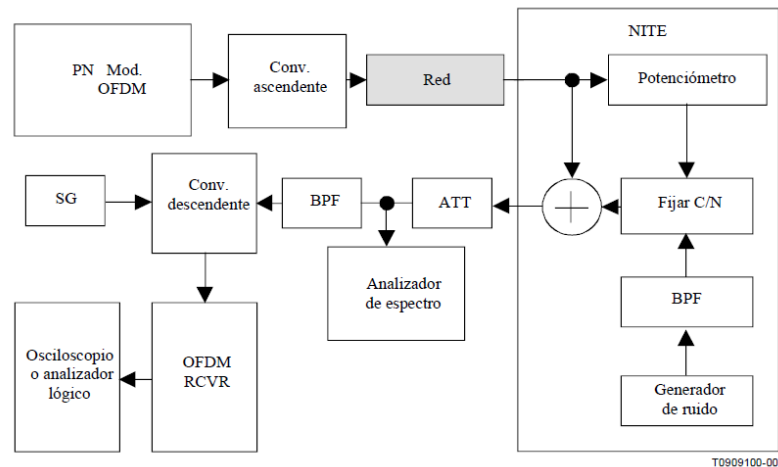 NITE
PN Mod.
OFDM
Conv.
ascendente
Red
Potenciómetro
SG
Conv.
descendente
BPF
ATT
Fijar C/N
Analizador
de espectro
BPF
Osciloscopio
o analizador
lógico
OFDM
RCVR
Generador
de ruido
T0909100-00